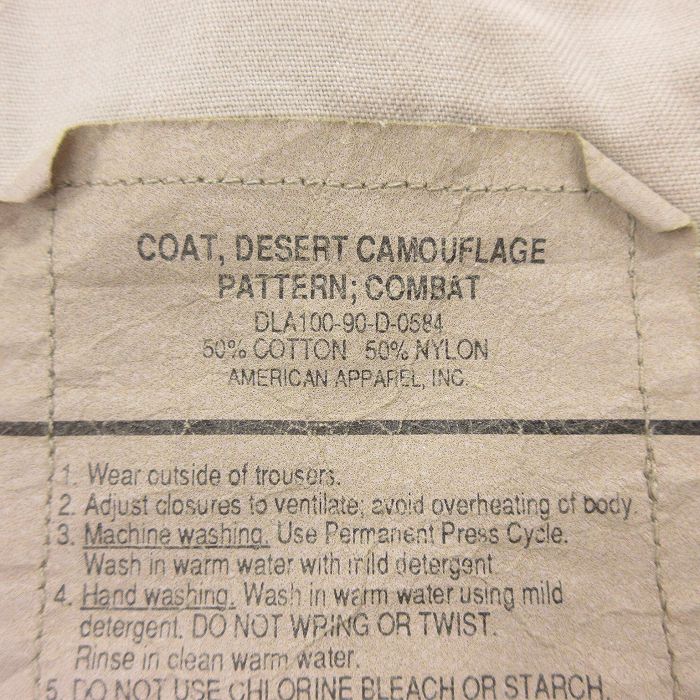 COAT, DESERT CAMOUFLAGE
PATTERN; COMBAT
DLA100-90-D-0584
50% COTTON 50% NYLON
AMERICAN APPAREL, INC.
1. Wear outside of trousers.
2. Adjust closures to ventilate; avoid overheating of body.
3. Machine washing. Use Permanent Press Cycle.
Wash in warm water with mild detergent.
4. Hand washing. Wash in warm water using mild
detergent. DO NOT WRING OR TWIST.
Rinse in clean warm water.
5. DO NOT USE CHLORINE BLEACH OR STARCH.